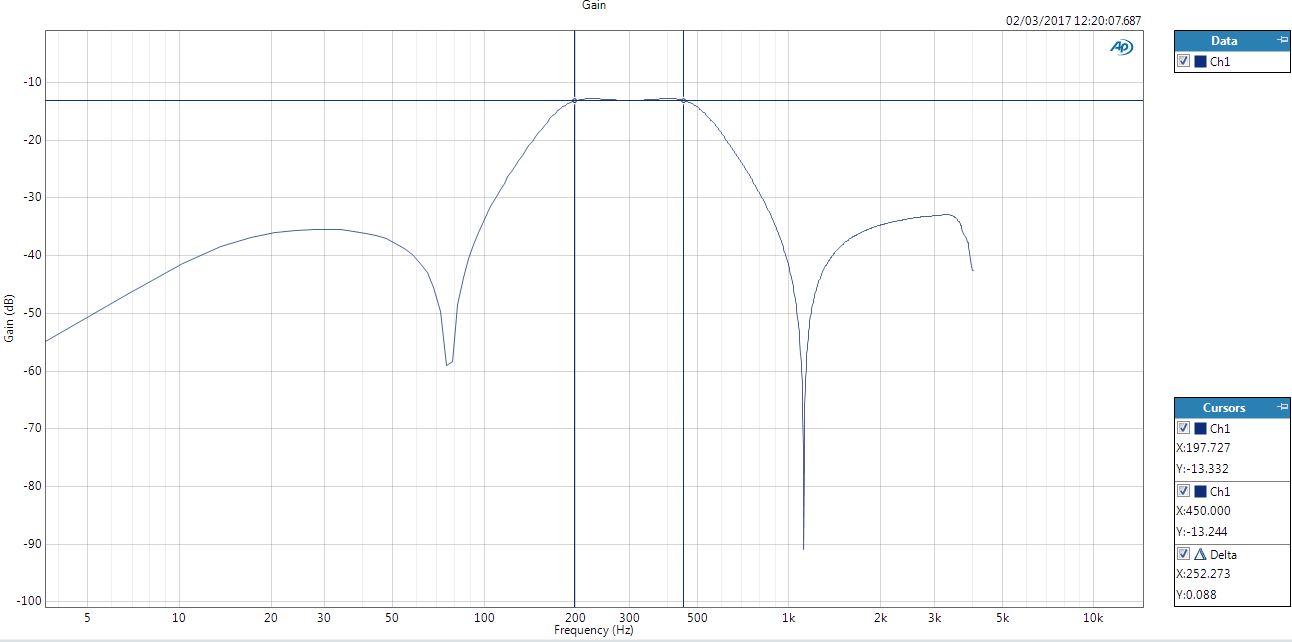 Gain
02/03/2017 12:20:07.687
AP
Data
Ch1
-10
-20
-30
-40
-50
-60
-70
-80
-90
-100
Gain (dB)
5 10 20 30 50 100 200 300 500 1k 2k 3k 5k 10k
Frequency (Hz)
Cursors
Ch1
X:197.727
Y:-13.332
Ch1
X:450.000
Y:-13.244
Delta
X:252.273
Y:0.088